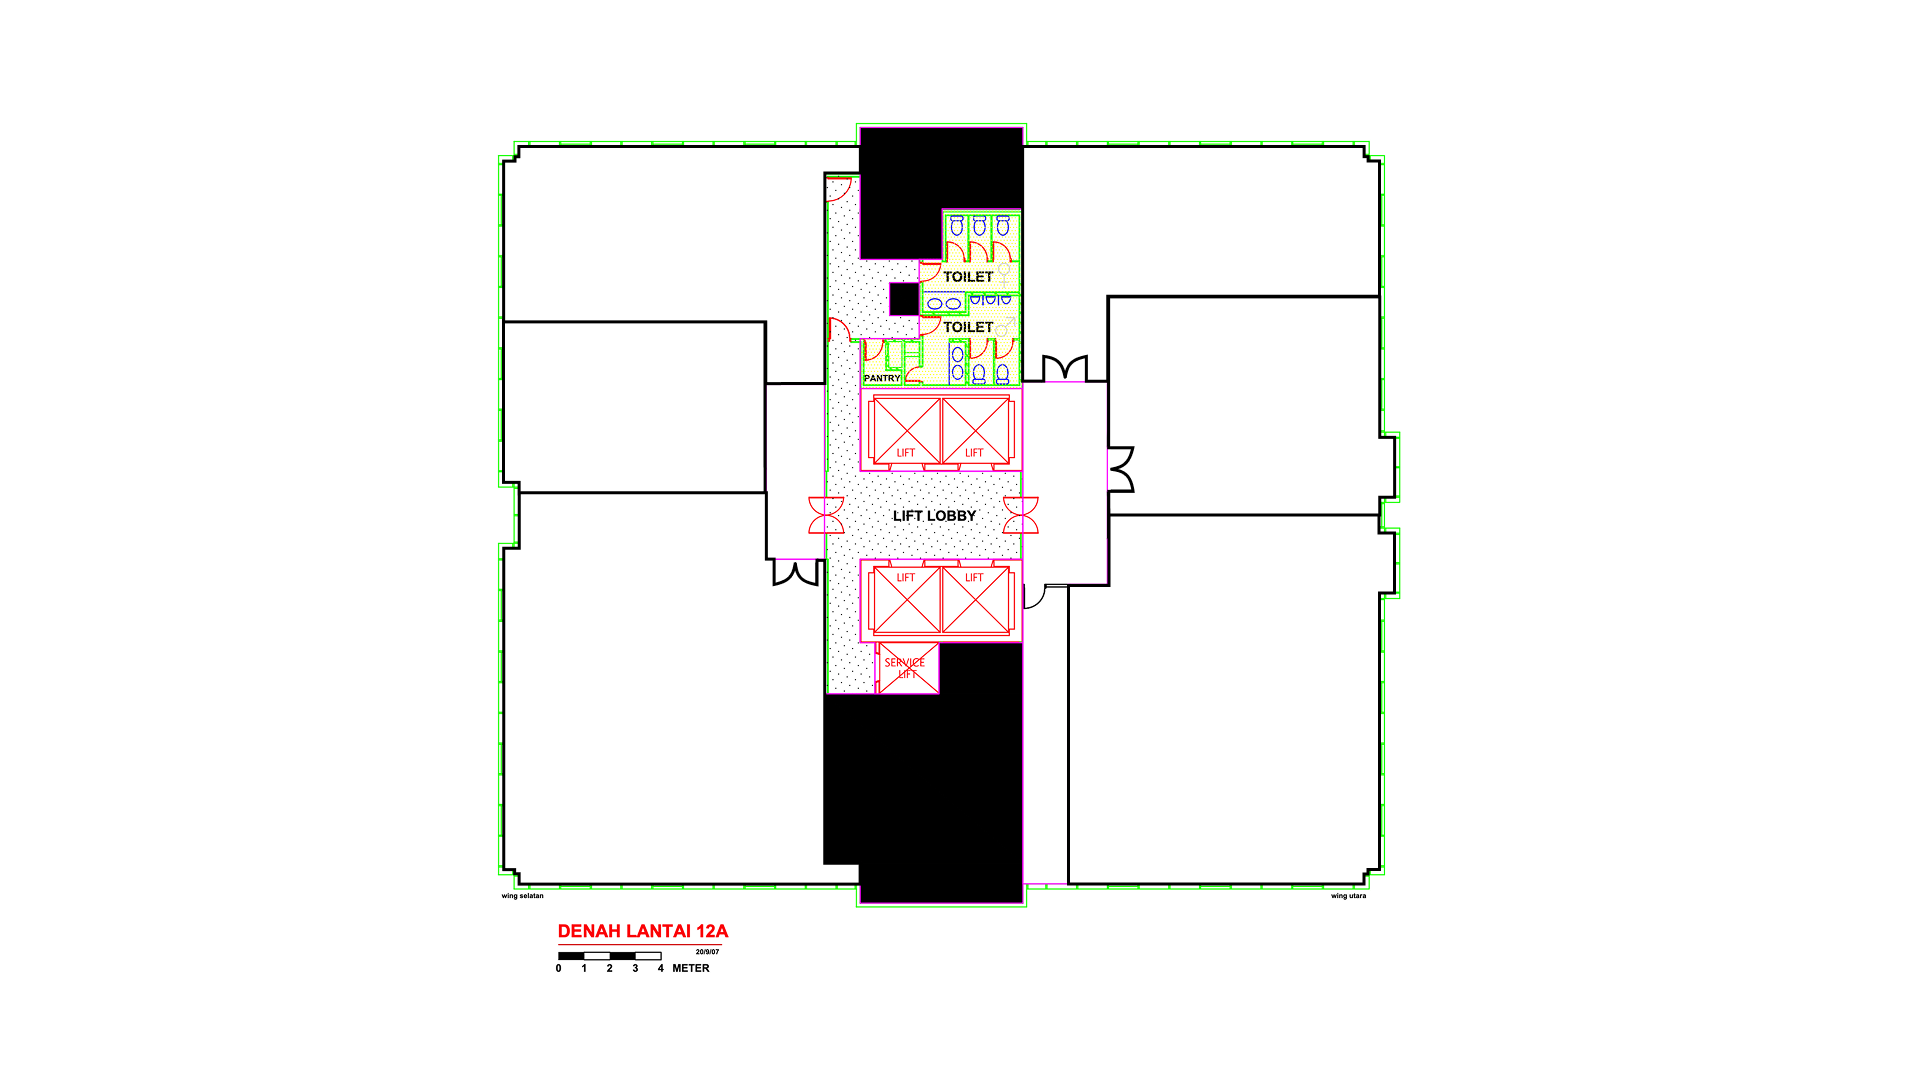 TOILET
TOILET
PANTRY
LIFT LIFT
LIFT LOBBY
LIFT LIFT
SERVICE
LIFT
wing selatan wing utara
DENAH LANTAI 12A
20/9/07
0 1 2 3 4 METER